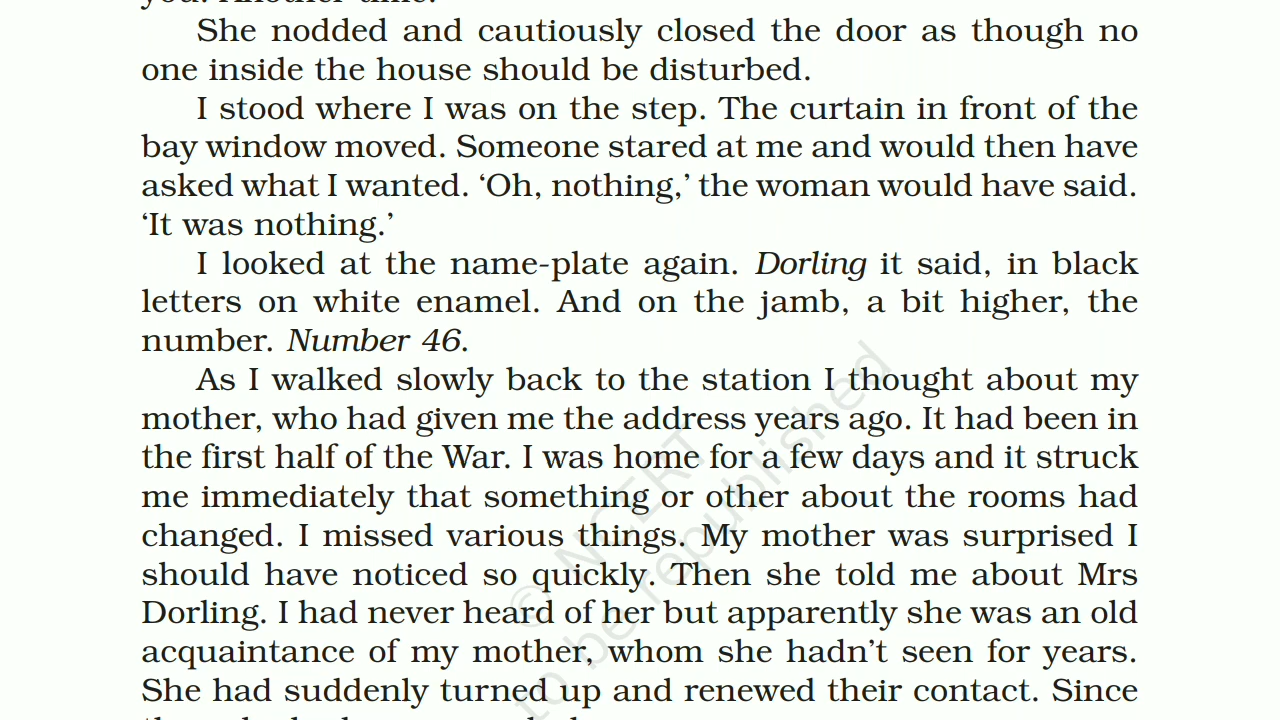 you. Another time.'
She nodded and cautiously closed the door as though no
one inside the house should be disturbed.
I stood where I was on the step. The curtain in front of the
bay window moved. Someone stared at me and would then have
asked what I wanted. ‘Oh, nothing,’ the woman would have said.
‘It was nothing.’
I looked at the name-plate again. Dorling it said, in black
letters on white enamel. And on the jamb, a bit higher, the
number. Number 46.
As I walked slowly back to the station I thought about my
mother, who had given me the address years ago. It had been in
the first half of the War. I was home for a few days and it struck
me immediately that something or other about the rooms had
changed. I missed various things. My mother was surprised I
should have noticed so quickly. Then she told me about Mrs
Dorling. I had never heard of her but apparently she was an old
acquaintance of my mother, whom she hadn’t seen for years.
She had suddenly turned up and renewed their contact. Since
© NCERT
to be republished